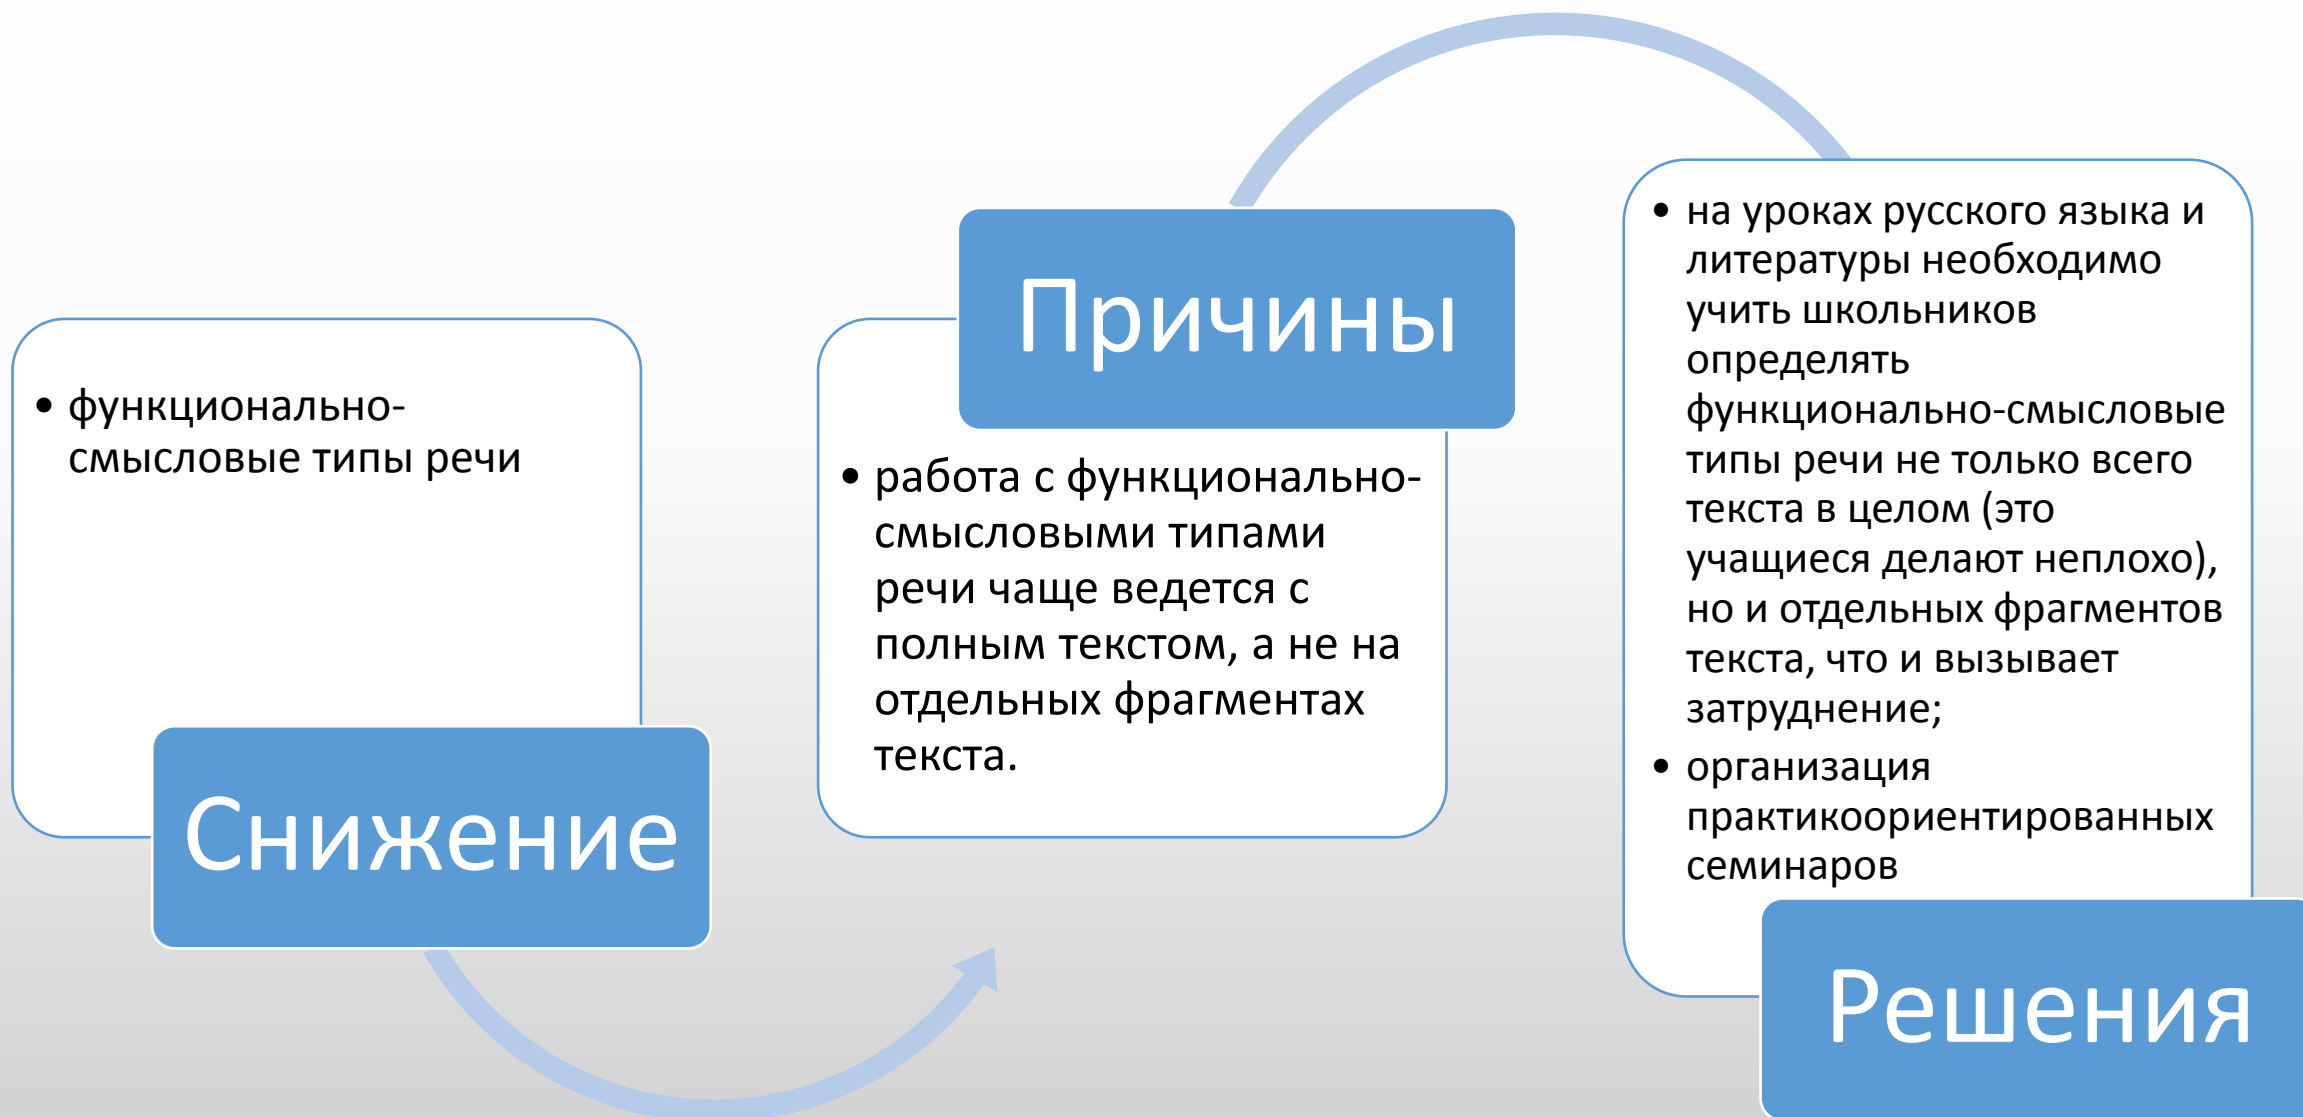 • функционально-
смысловые типы речи
Снижение
Причины
• работа с функционально-
смысловыми типами
речи чаще ведется с
полным текстом, а не на
отдельных фрагментах
текста.
• на уроках русского языка и
литературы необходимо
учить школьников
определять
функционально-смысловые
типы речи не только всего
текста в целом (это
учащиеся делают неплохо),
но и отдельных фрагментов
текста, что и вызывает
затруднение;
• организация
практикоориентированных
семинаров
Решения